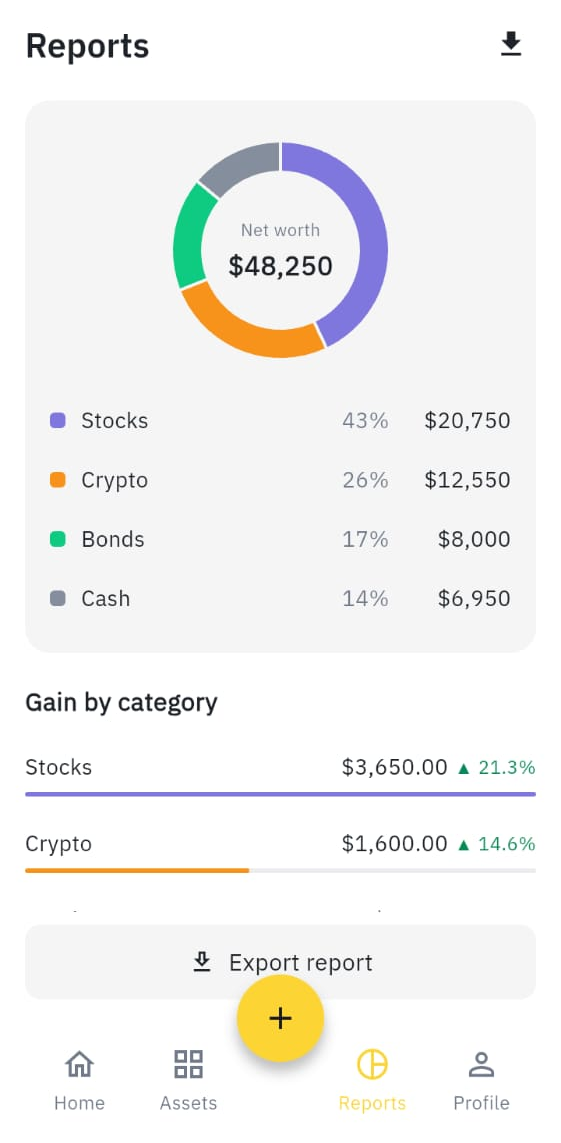 Reports
Net worth
$48,250
Stocks 43% $20,750
Crypto 26% $12,550
Bonds 17% $8,000
Cash 14% $6,950
Gain by category
Stocks $3,650.00 ▲ 21.3%
Crypto $1,600.00 ▲ 14.6%
Export report
+
Home Assets Reports Profile